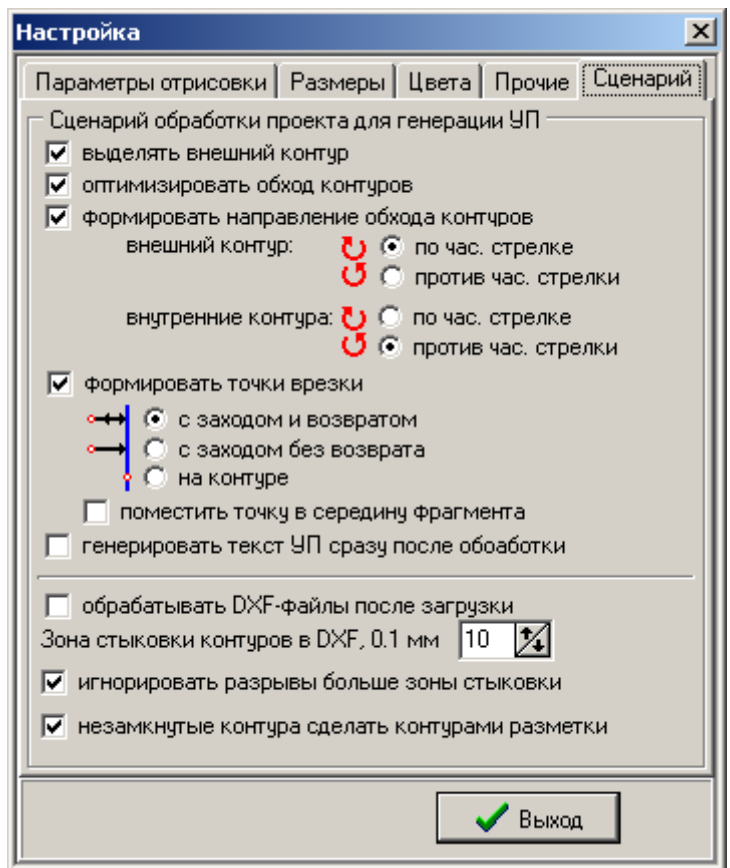 Настройка
Параметры отрисовки Размеры Цвета Прочие Сценарий
Сценарий обработки проекта для генерации УП
выделять внешний контур
оптимизировать обход контуров
формировать направление обхода контуров
внешний контур: по час. стрелке
против час. стрелки
внутренние контура: по час. стрелке
против час. стрелки
формировать точки врезки
с заходом и возвратом
с заходом без возврата
на контуре
поместить точку в середину фрагмента
генерировать текст УП сразу после обоаботки
обрабатывать DXF-файлы после загрузки
Зона стыковки контуров в DXF, 0.1 мм 10
игнорировать разрывы больше зоны стыковки
незамкнутые контура сделать контурами разметки
Выход